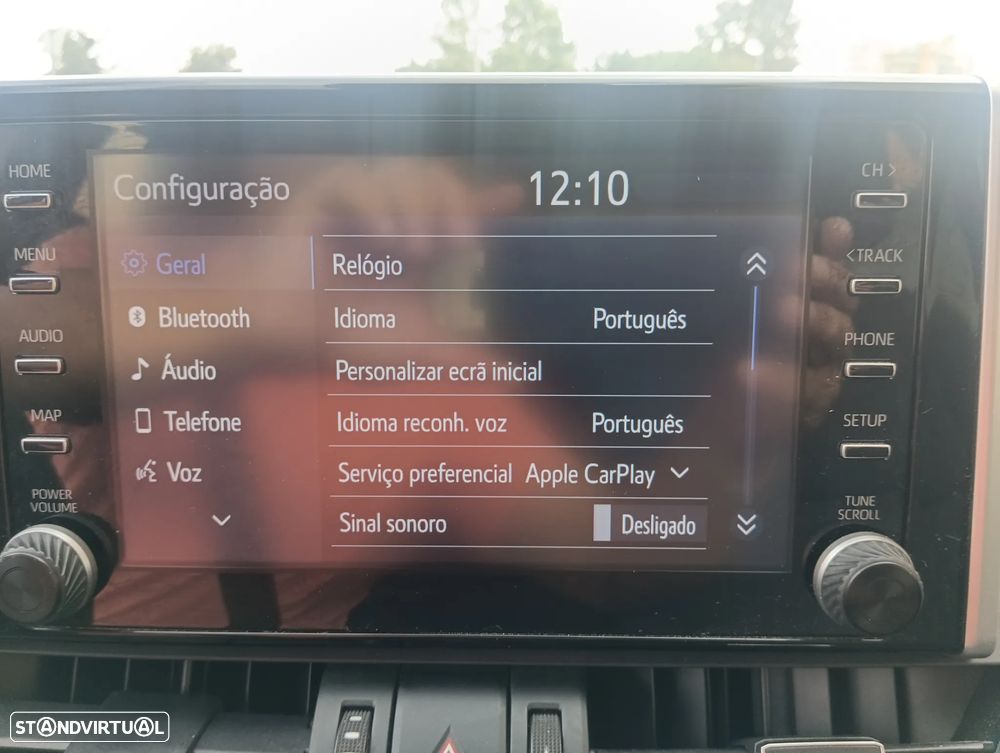 HOME
MENU
AUDIO
MAP
POWER
VOLUME
Configuração
12:10
Geral
Bluetooth
Áudio
Telefone
Voz
Relógio
Idioma Português
Personalizar ecrã inicial
Idioma reconh. voz Português
Serviço preferencial Apple CarPlay
Sinal sonoro Desligado
CH >
< TRACK
PHONE
SETUP
TUNE
SCROLL
STANDVIRTUAL